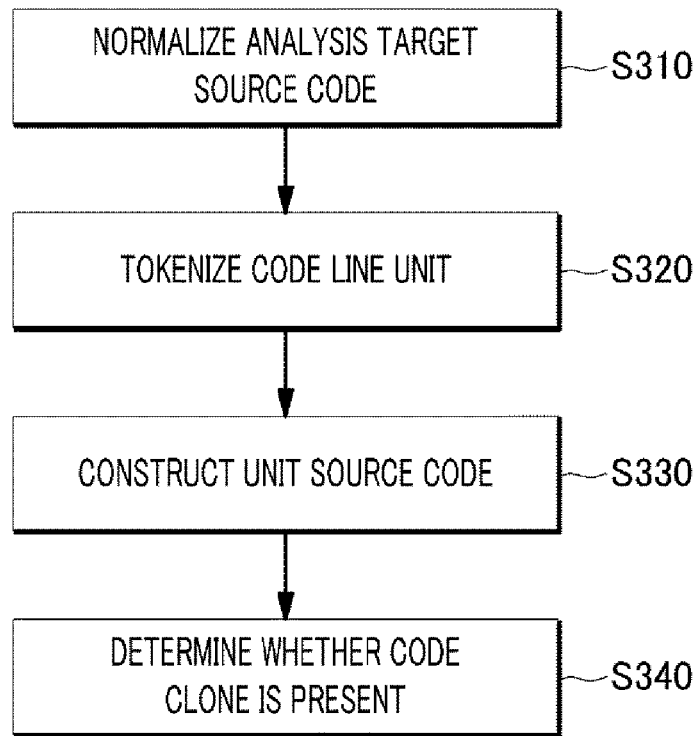 NORMALIZE ANALYSIS TARGET
SOURCE CODE
S310
TOKENIZE CODE LINE UNIT
S320
CONSTRUCT UNIT SOURCE CODE
S330
DETERMINE WHETHER CODE
CLONE IS PRESENT
S340